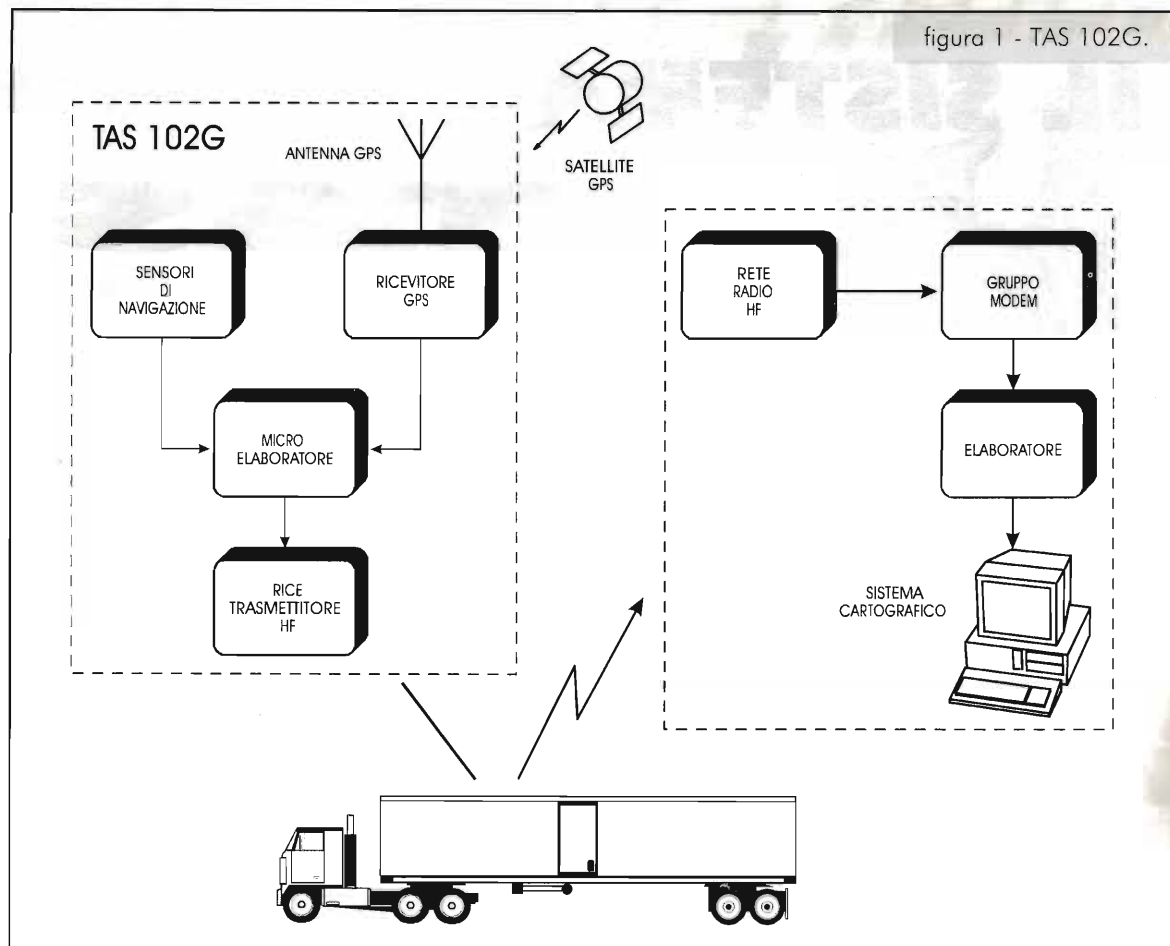 figura 1 - TAS 102G.
TAS 102G
ANTENNA GPS
SATELLITE
GPS
SENSORI
DI
NAVIGAZIONE
RICEVITORE
GPS
MICRO
ELABORATORE
RICE
TRASMETTITORE
HF
RETE
RADIO
HF
GRUPPO
MODEM
ELABORATORE
SISTEMA
CARTOGRAFICO